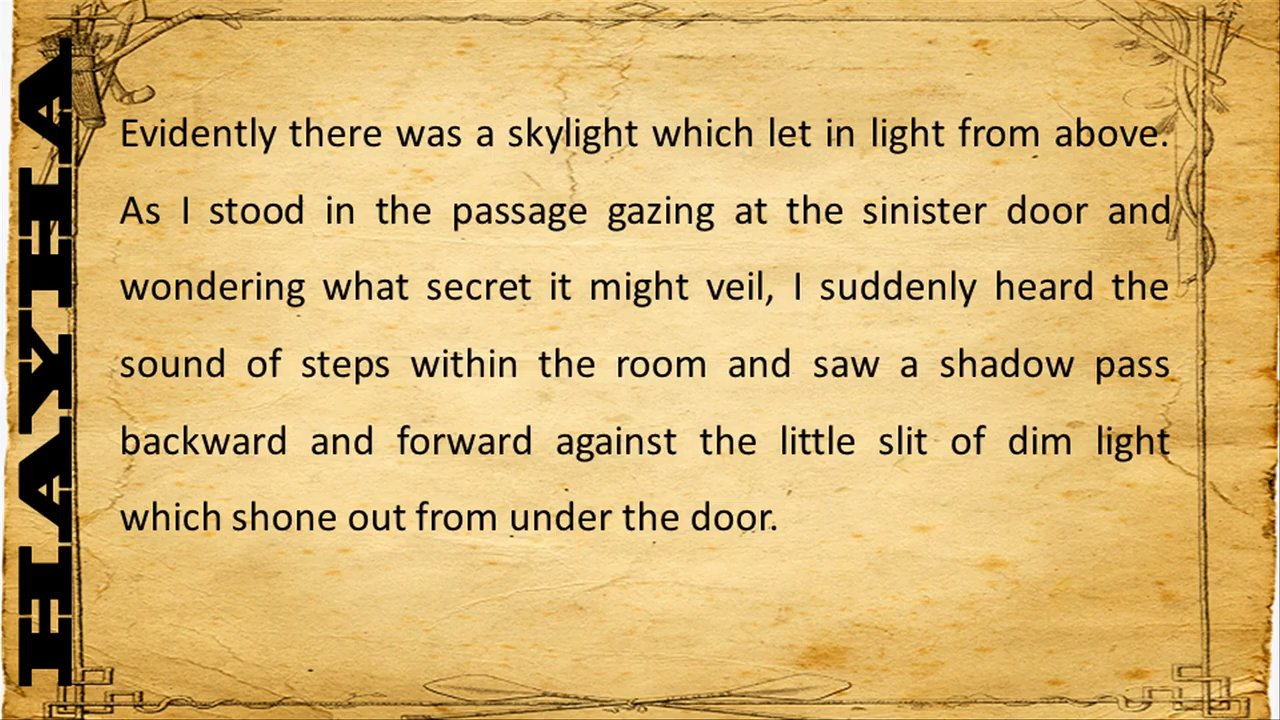 HAYHA
Evidently there was a skylight which let in light from above.
As I stood in the passage gazing at the sinister door and
wondering what secret it might veil, I suddenly heard the
sound of steps within the room and saw a shadow pass
backward and forward against the little slit of dim light
which shone out from under the door.